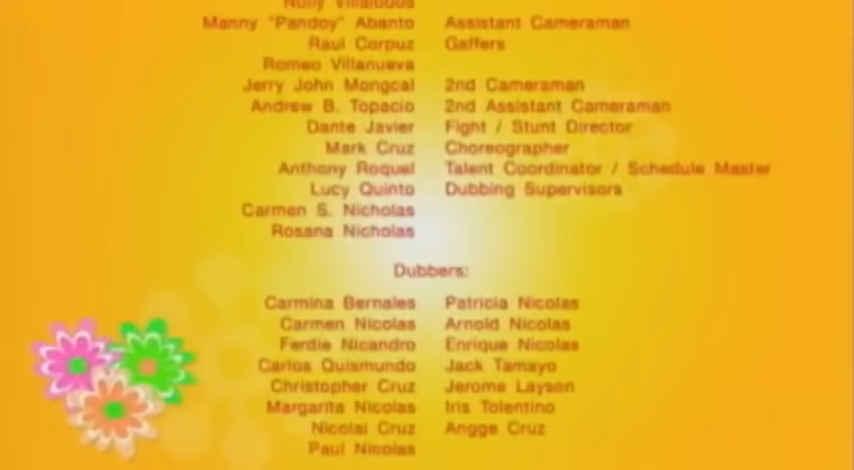 Manny "Pandoy" Abanto Assistant Cameraman
Raul Corpuz Gaffers
Romeo Villanueva
Jerry John Mongcal 2nd Cameraman
Andrew B. Topacio 2nd Assistant Cameraman
Dante Javier Fight / Stunt Director
Mark Cruz Choreographer
Anthony Roquel Talent Coordinator / Schedule Master
Lucy Quinto Dubbing Supervisors
Carmen S. Nicholas
Rosana Nicholas
Dubbers:
Carmina Bernales Patricia Nicolas
Carmen Nicolas Arnold Nicolas
Ferdie Nicandro Enrique Nicolas
Carlos Quismundo Jack Tamayo
Christopher Cruz Jerome Layson
Margarita Nicolas Iris Tolentino
Nicolai Cruz Angge Cruz
Paul Nicolas